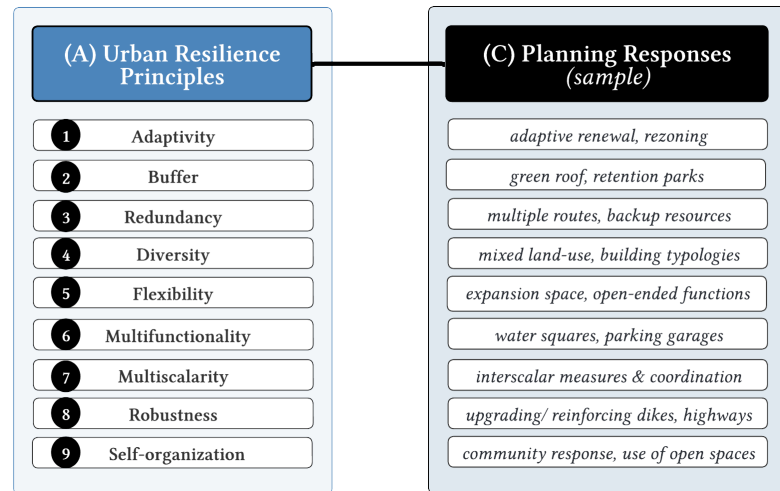 (A) Urban Resilience
Principles
1 Adaptivity
2 Buffer
3 Redundancy
4 Diversity
5 Flexibility
6 Multifunctionality
7 Multiscalarity
8 Robustness
9 Self-organization
(C) Planning Responses
(sample)
adaptive renewal, rezoning
green roof, retention parks
multiple routes, backup resources
mixed land-use, building typologies
expansion space, open-ended functions
water squares, parking garages
interscalar measures & coordination
upgrading/ reinforcing dikes, highways
community response, use of open spaces